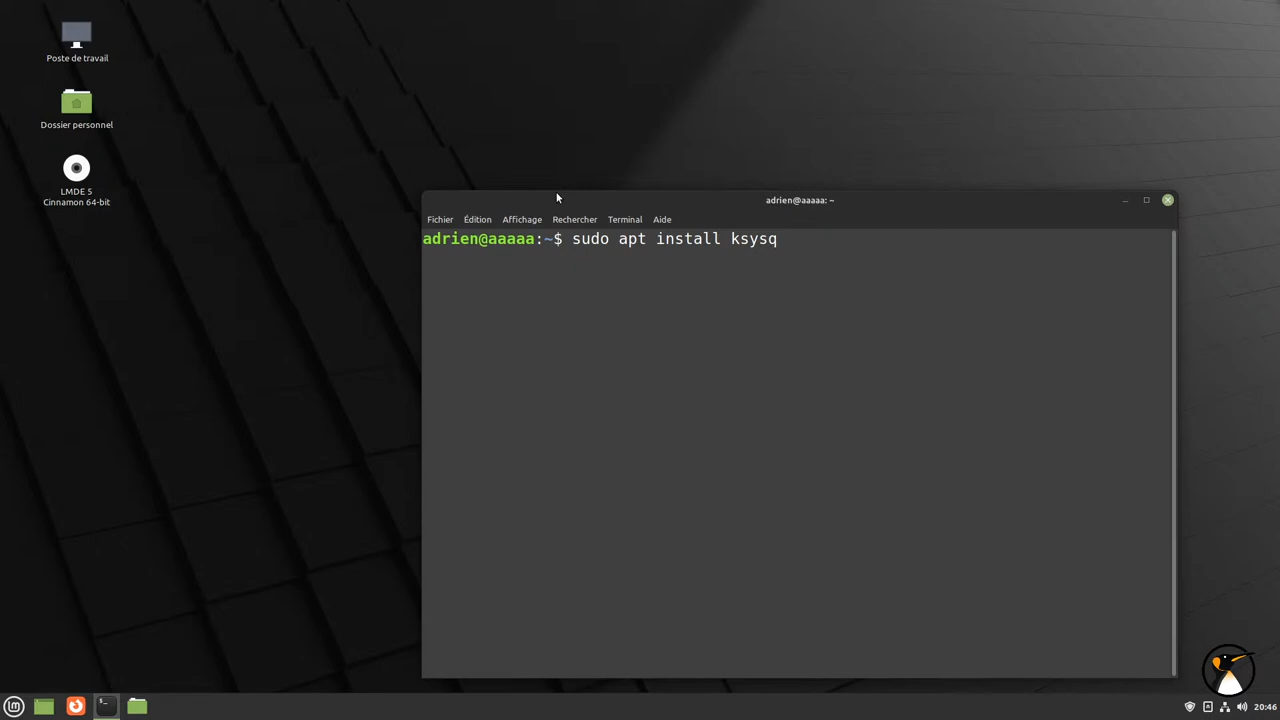 Poste de travail
Dossier personnel
LMDE 5
Cinnamon 64-bit
adrien@aaaaa: ~
Fichier Édition Affichage Rechercher Terminal Aide
adrien@aaaaa:~$ sudo apt install ksysq
20:46